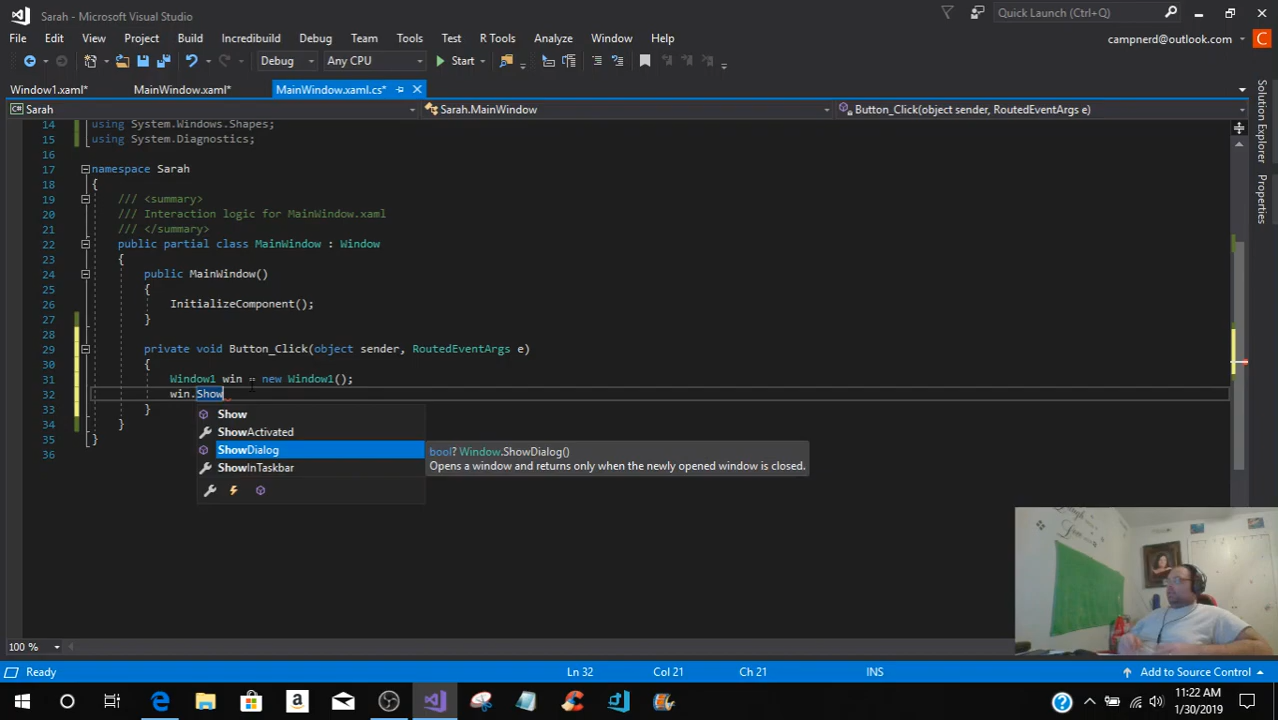 Sarah - Microsoft Visual Studio
Quick Launch (Ctrl+Q)
File Edit View Project Build Incredibuild Debug Team Tools Test R Tools Analyze Window Help
campnerd@outlook.com C
Debug Any CPU Start
Window1.xaml* MainWindow.xaml* MainWindow.xaml.cs*
Sarah Sarah.MainWindow Button_Click(object sender, RoutedEventArgs e)
Solution Explorer
Properties
14 using System.Windows.Shapes;
15 using System.Diagnostics;
16
17 namespace Sarah
18 {
19 /// <summary>
20 /// Interaction logic for MainWindow.xaml
21 /// </summary>
22 public partial class MainWindow : Window
23 {
24 public MainWindow()
25 {
26 InitializeComponent();
27 }
28
29 private void Button_Click(object sender, RoutedEventArgs e)
30 {
31 Window1 win = new Window1();
32 win.Show
33 }
34 }
35 }
36
Show
ShowActivated
ShowDialog
ShowInTaskbar
bool? Window.ShowDialog()
Opens a window and returns only when the newly opened window is closed.
100 %
Ready Ln 32 Col 21 Ch 21 INS Add to Source Control
11:22 AM
1/30/2019